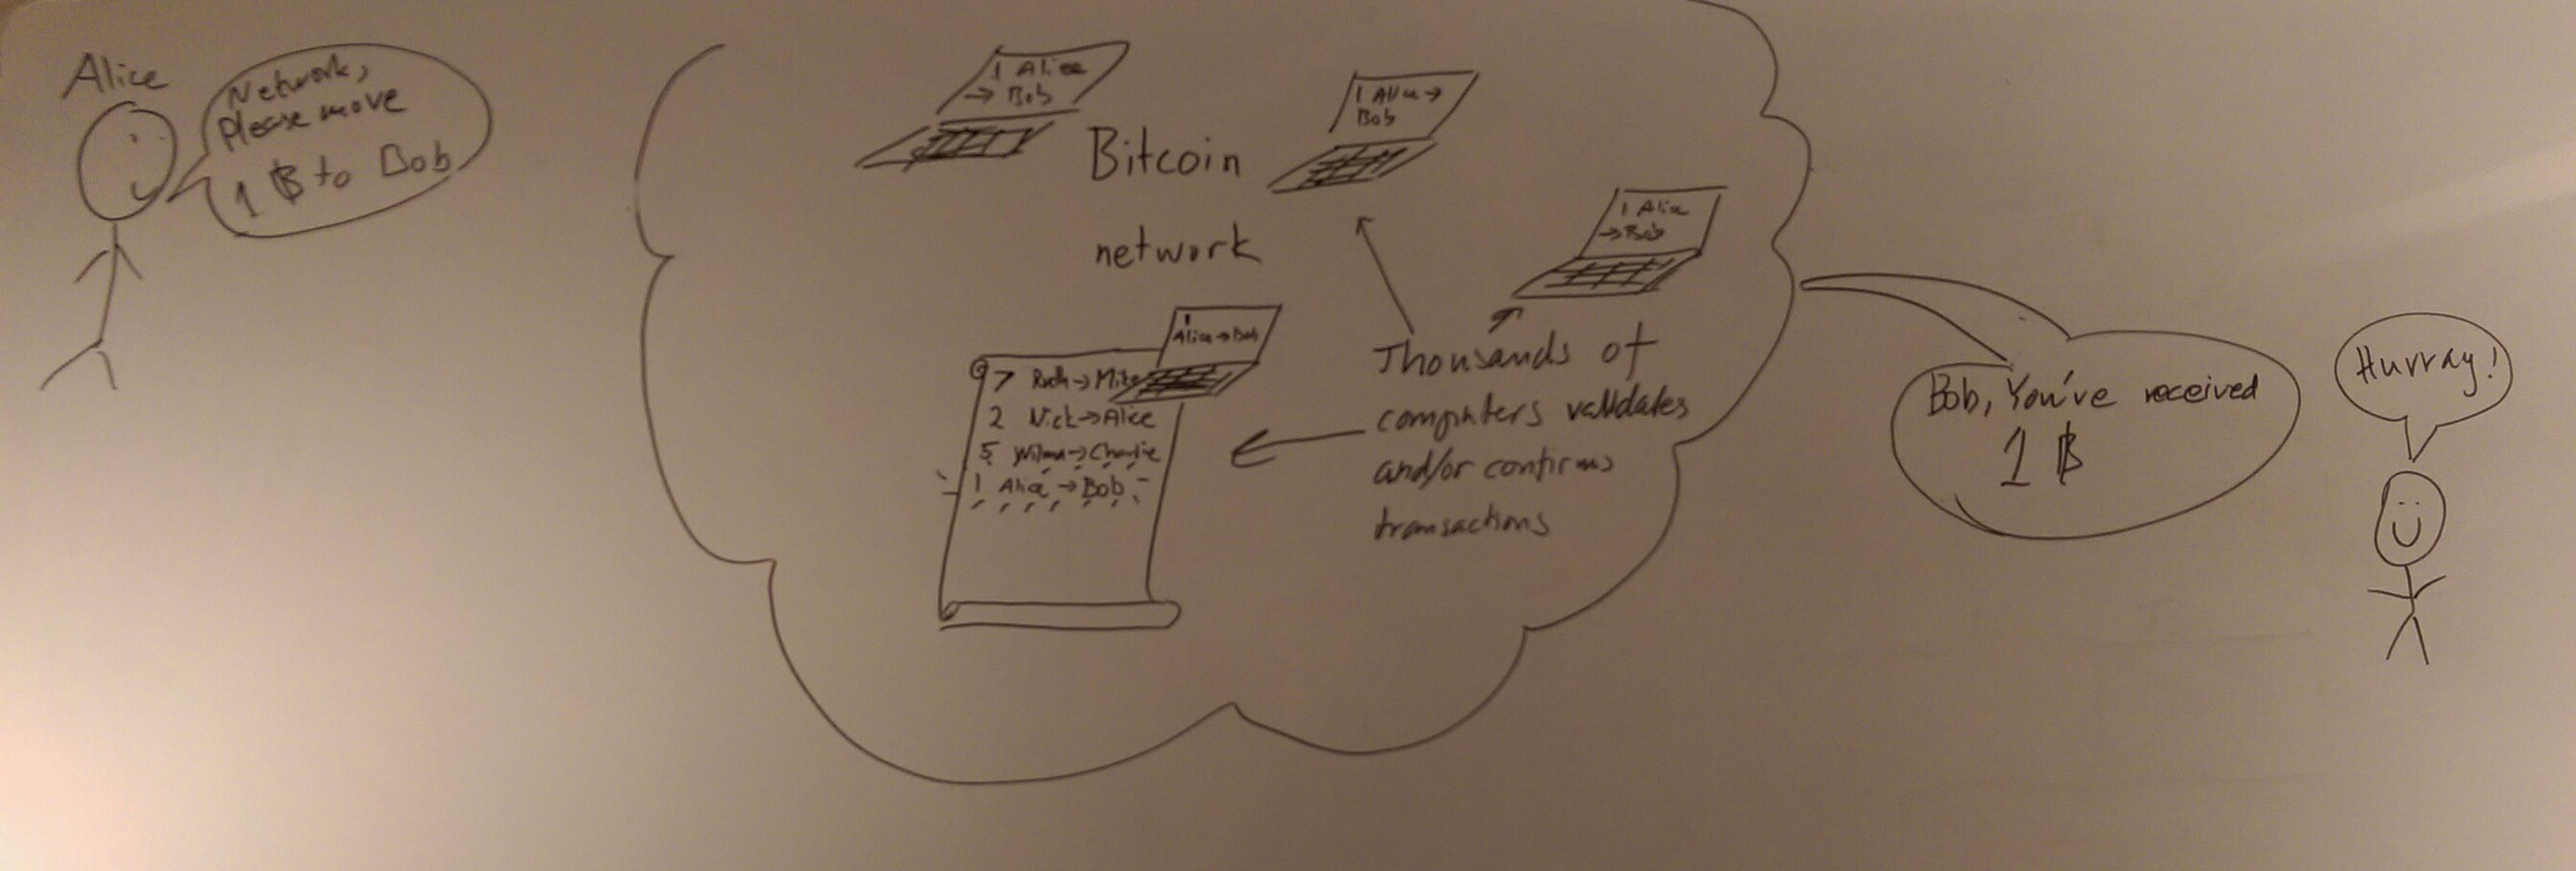 Alice
Network,
Please move
1 ₿ to Bob
1 Alice
→ Bob
Bitcoin
network
1 Alice →
Bob
1 Alice
→ Bob
1
Alice → Bob
7 Ruth → Mike
2 Nick → Alice
5 Wilma → Charlie
1 Alice → Bob
Thousands of
computers validates
and/or confirms
transactions
Bob, You've received
1 ₿
Hurray!